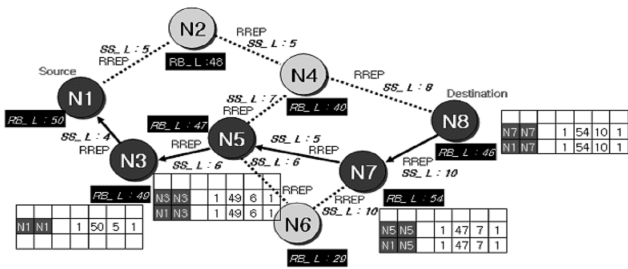 N2
RREP
SS_L : 5
SS_L : 5
RREP
RB_L : 48
RREP
Source
N4
RREP
SS_L : 8
Destination
N1
SS_L : 7
RREP
RB_L : 40
RB_L : 50
RB_L : 47
N8
SS_L : 4
RREP
RREP
N5
SS_L : 5
RREP
RB_L : 46
N7 N7 1 54 10 1
N1 N7 1 54 10 1
N3
SS_L : 6
SS_L : 6
N7
RREP
SS_L : 10
RB_L : 49
RREP
RB_L : 54
N3 N3 1 49 6 1
N1 N3 1 49 6 1
N6
RREP
SS_L : 10
N1 N1 1 50 5 1
N5 N5 1 47 7 1
N1 N5 1 47 7 1
RB_L : 29